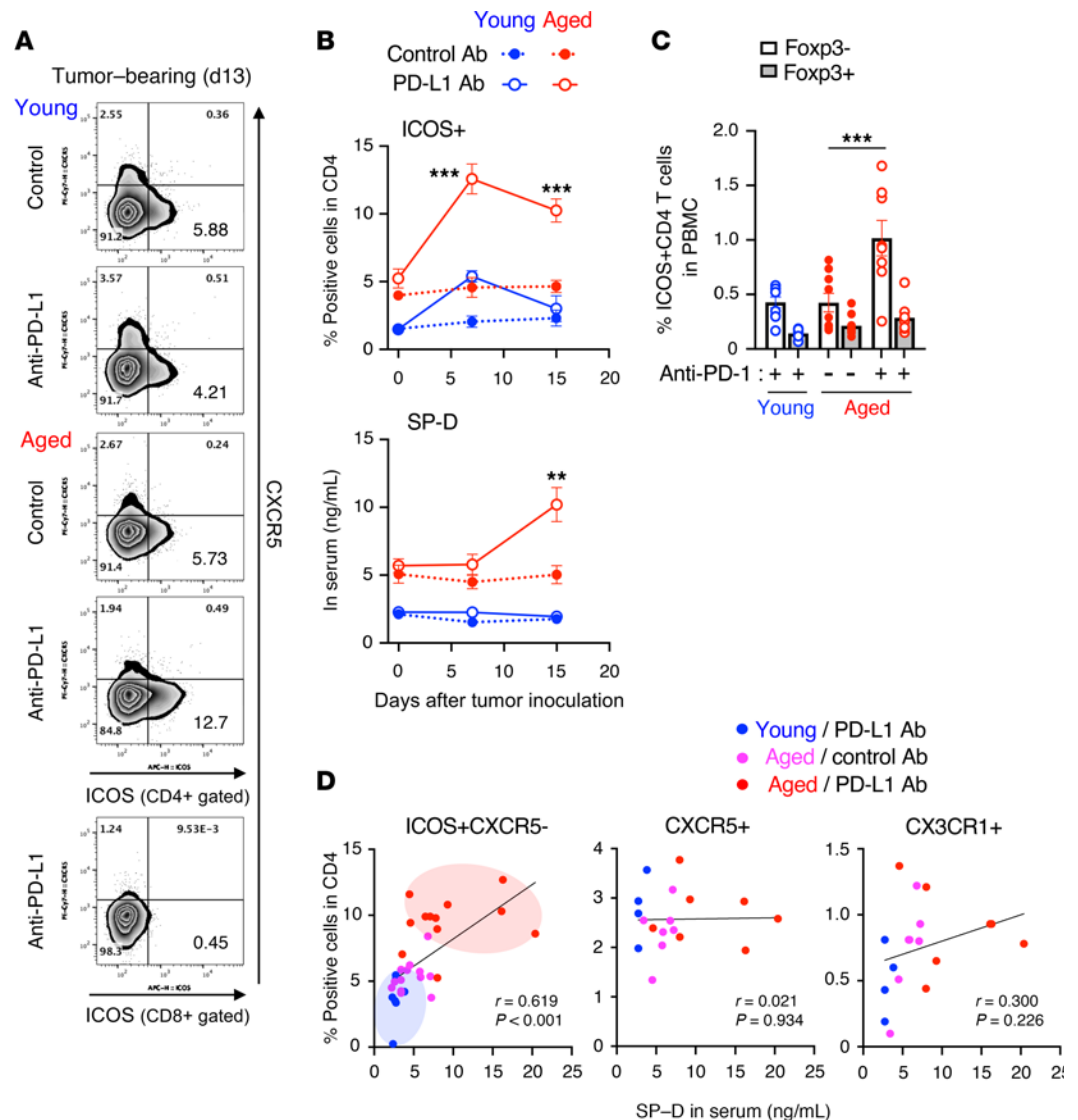 A
Tumor–bearing (d13)
Young
Control
PE-Cy7-H :: CXCR5
2.55
0.36
91.2
5.88
Anti-PD-L1
3.57
0.51
91.7
4.21
Aged
Control
2.67
0.24
91.4
5.73
Anti-PD-L1
1.94
0.49
84.8
12.7
APC-H :: ICOS
ICOS (CD4+ gated)
Anti-PD-L1
1.24
9.53E-3
98.3
0.45
ICOS (CD8+ gated)
CXCR5
B
Young Aged
Control Ab
PD-L1 Ab
ICOS+
% Positive cells in CD4
15
10
5
0
***
***
0 5 10 15 20
SP-D
In serum (ng/mL)
15
10
5
0
**
0 5 10 15 20
Days after tumor inoculation
C
Foxp3-
Foxp3+
% ICOS+CD4 T cells
in PBMC
2.0
1.5
1.0
0.5
0
***
Anti-PD-1 : + + - - + +
Young Aged
D
Young / PD-L1 Ab
Aged / control Ab
Aged / PD-L1 Ab
ICOS+CXCR5-
% Positive cells in CD4
15
10
5
0
r = 0.619
P < 0.001
0 5 10 15 20 25
CXCR5+
4
3
2
1
0
r = 0.021
P = 0.934
0 5 10 15 20 25
CX3CR1+
1.5
1.0
0.5
0
r = 0.300
P = 0.226
0 5 10 15 20 25
SP–D in serum (ng/mL)